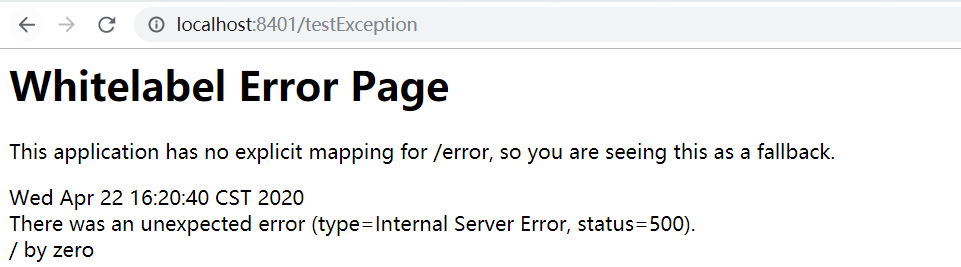 localhost:8401/testException
Whitelabel Error Page
This application has no explicit mapping for /error, so you are seeing this as a fallback.
Wed Apr 22 16:20:40 CST 2020
There was an unexpected error (type=Internal Server Error, status=500).
/ by zero